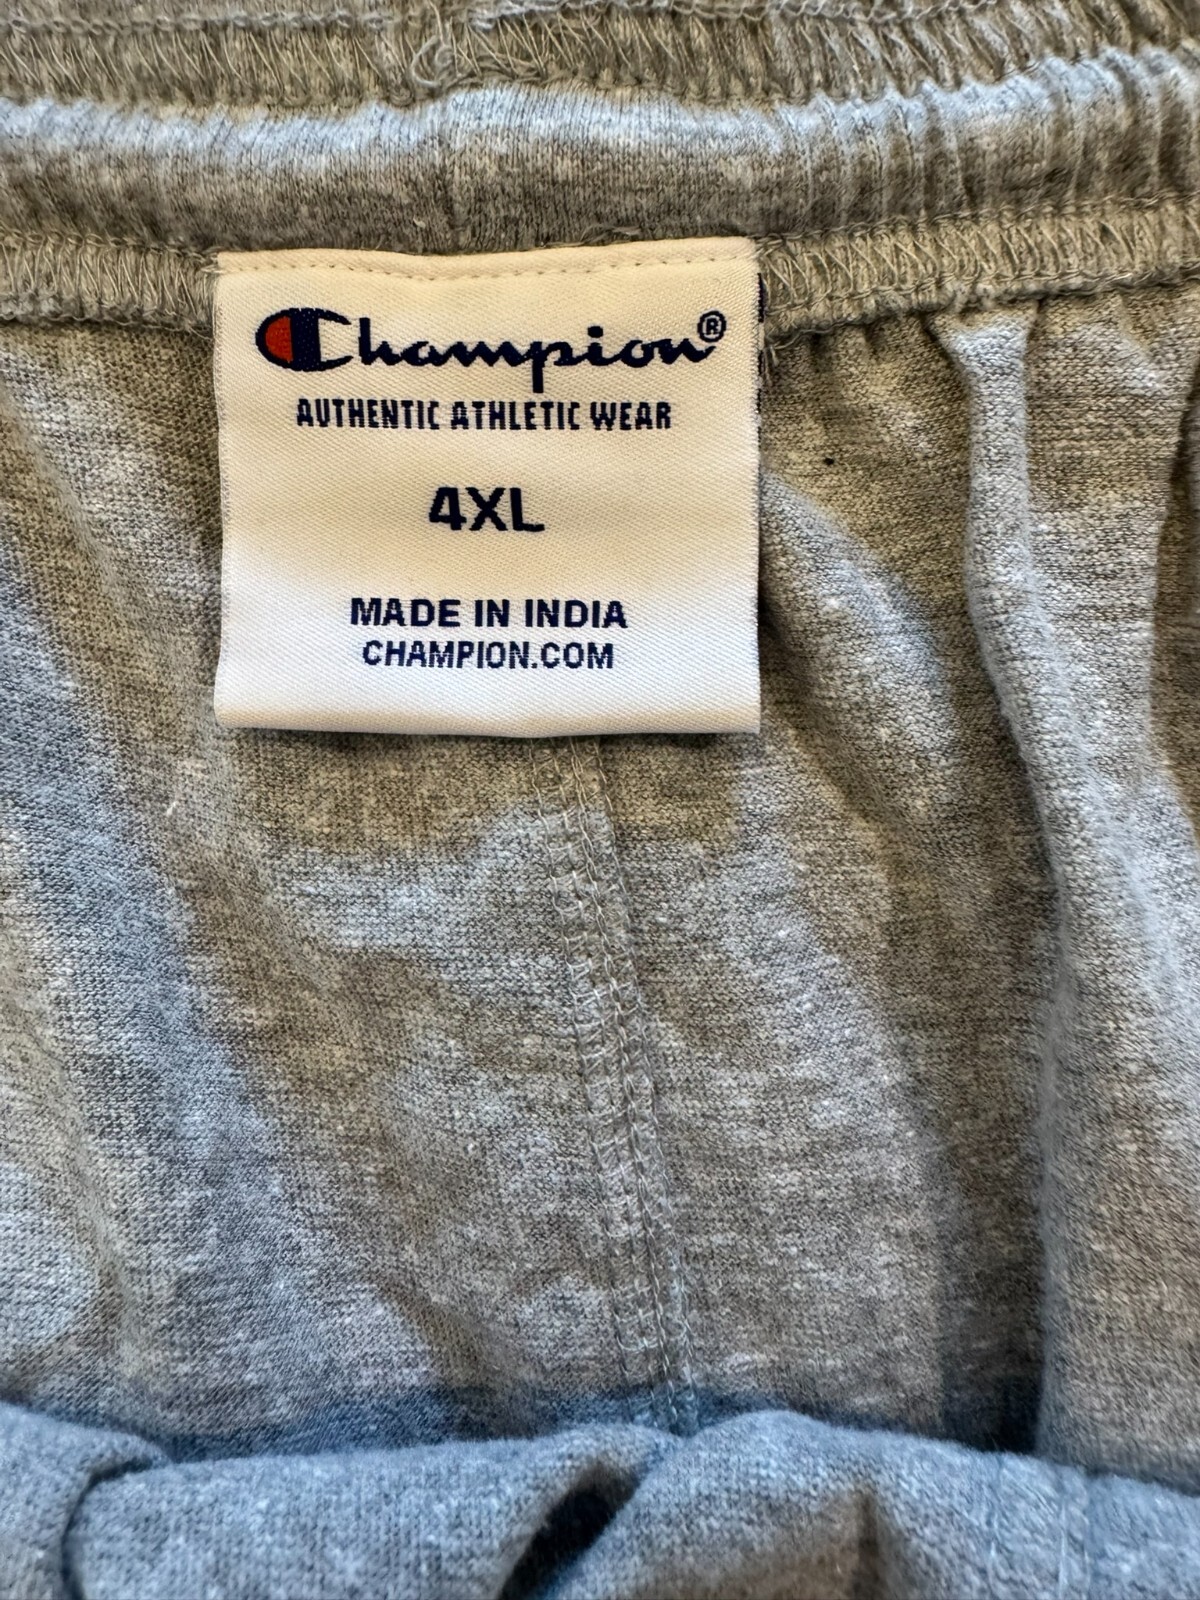 Champion®
AUTHENTIC ATHLETIC WEAR
4XL
MADE IN INDIA
CHAMPION.COM